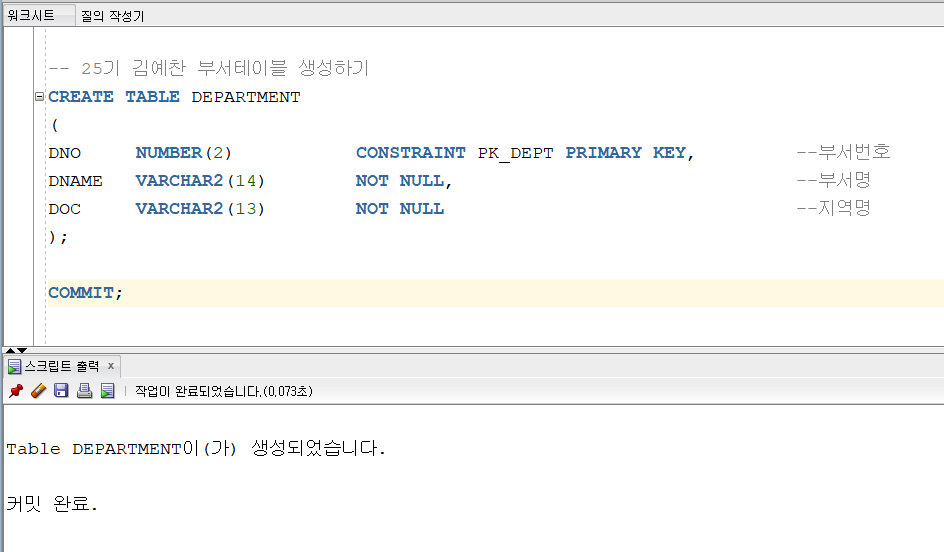 워크시트 질의 작성기
-- 25기 김예찬 부서테이블 생성하기
CREATE TABLE DEPARTMENT
(
DNO NUMBER(2) CONSTRAINT PK_DEPT PRIMARY KEY, --부서번호
DNAME VARCHAR2(14) NOT NULL, --부서명
DOC VARCHAR2(13) NOT NULL --지역명
);
COMMIT;
스크립트 출력 x
작업이 완료되었습니다.(0,073초)
Table DEPARTMENT이(가) 생성되었습니다.
커밋 완료.